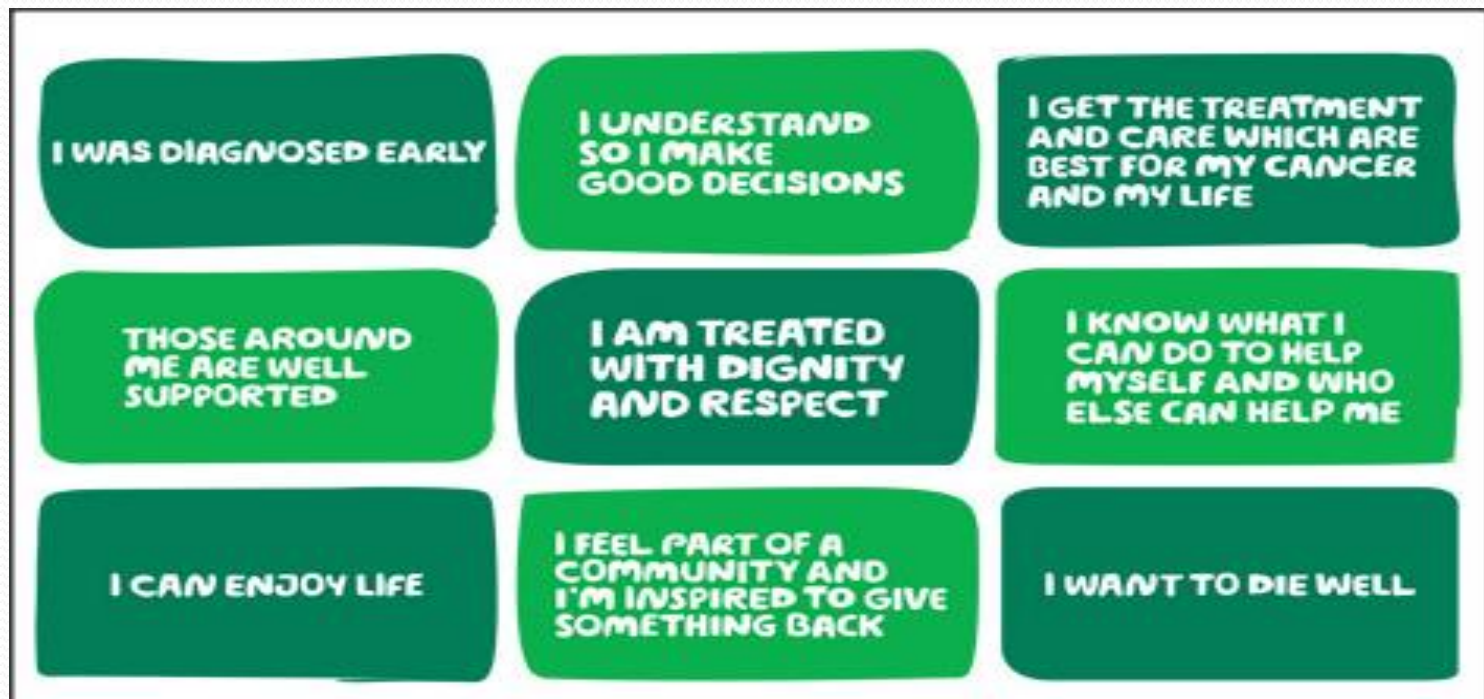 I WAS DIAGNOSED EARLY
I UNDERSTAND
SO I MAKE
GOOD DECISIONS
I GET THE TREATMENT
AND CARE WHICH ARE
BEST FOR MY CANCER
AND MY LIFE
THOSE AROUND
ME ARE WELL
SUPPORTED
I AM TREATED
WITH DIGNITY
AND RESPECT
I KNOW WHAT I
CAN DO TO HELP
MYSELF AND WHO
ELSE CAN HELP ME
I CAN ENJOY LIFE
I FEEL PART OF A
COMMUNITY AND
I'M INSPIRED TO GIVE
SOMETHING BACK
I WANT TO DIE WELL